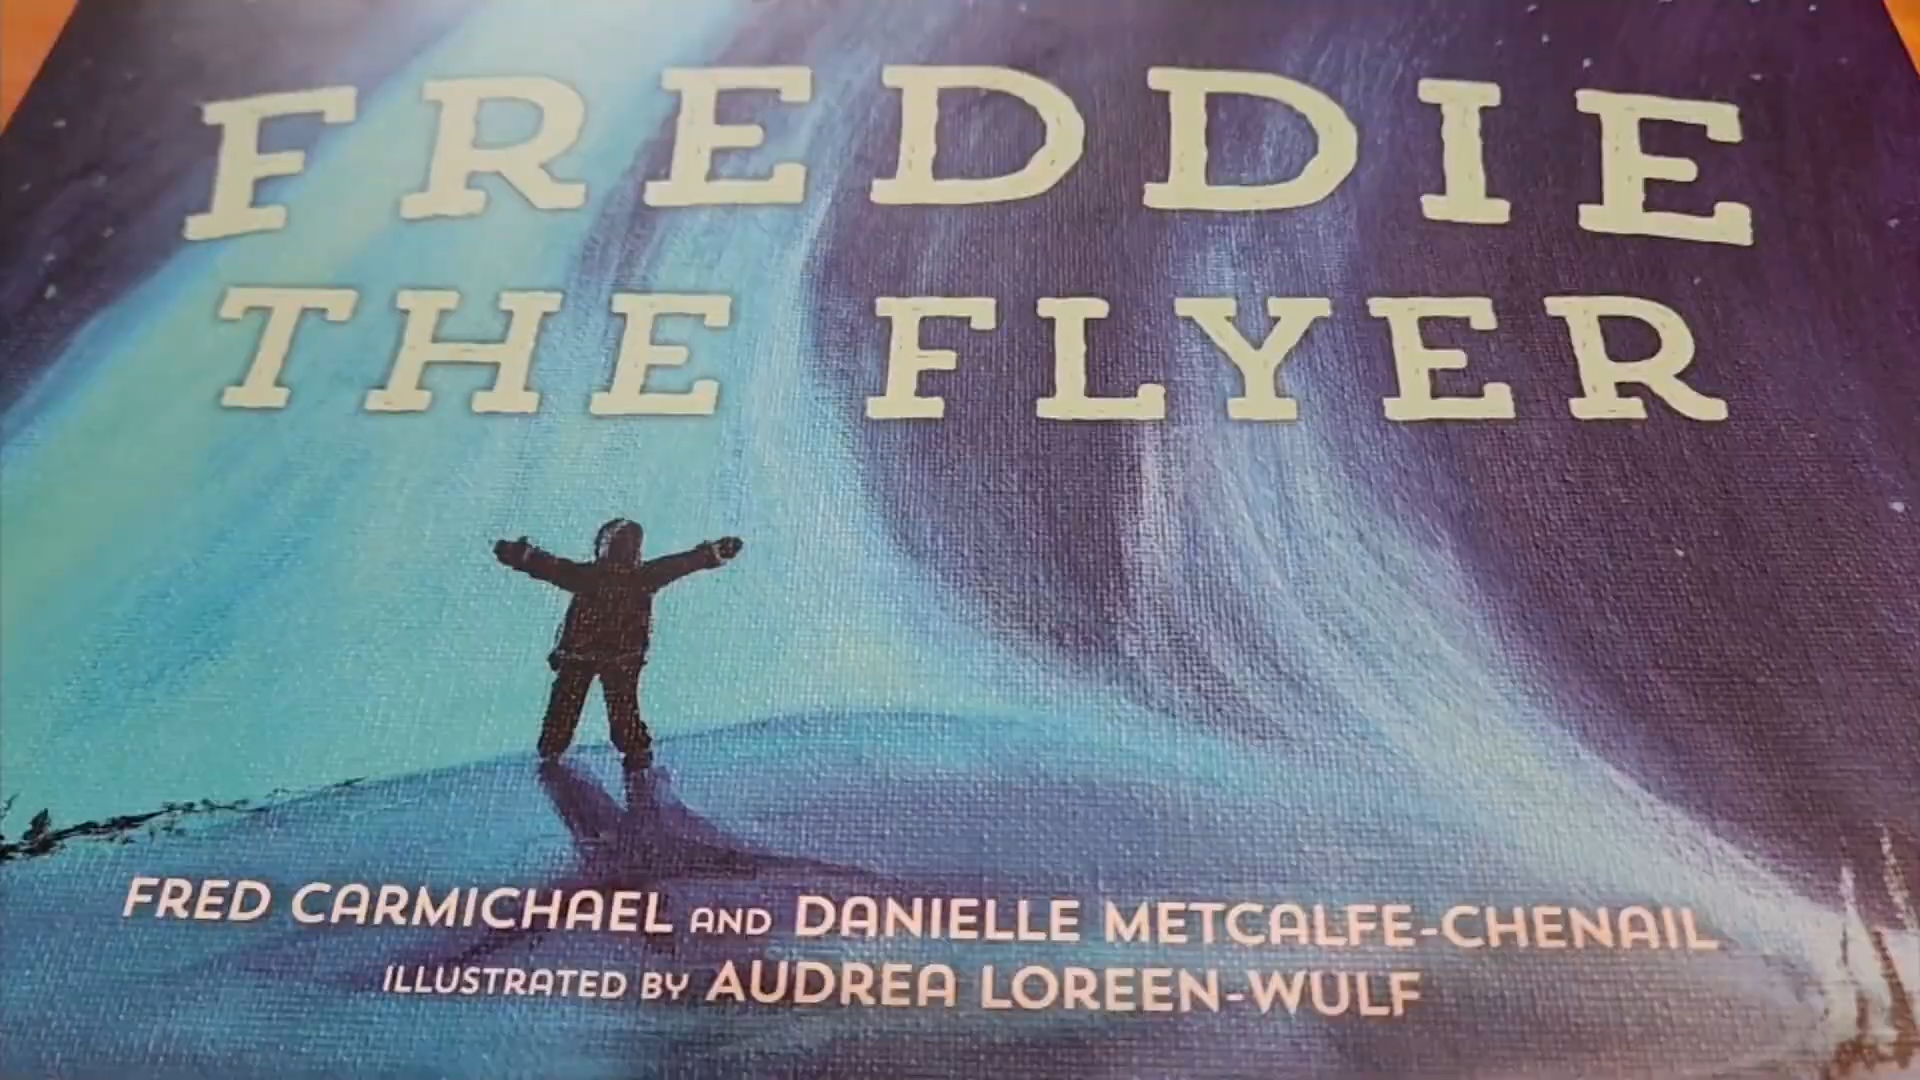 FREDDIE
THE FLYER
FRED CARMICHAEL AND DANIELLE METCALFE-CHENAIL
ILLUSTRATED BY AUDREA LOREEN-WULF